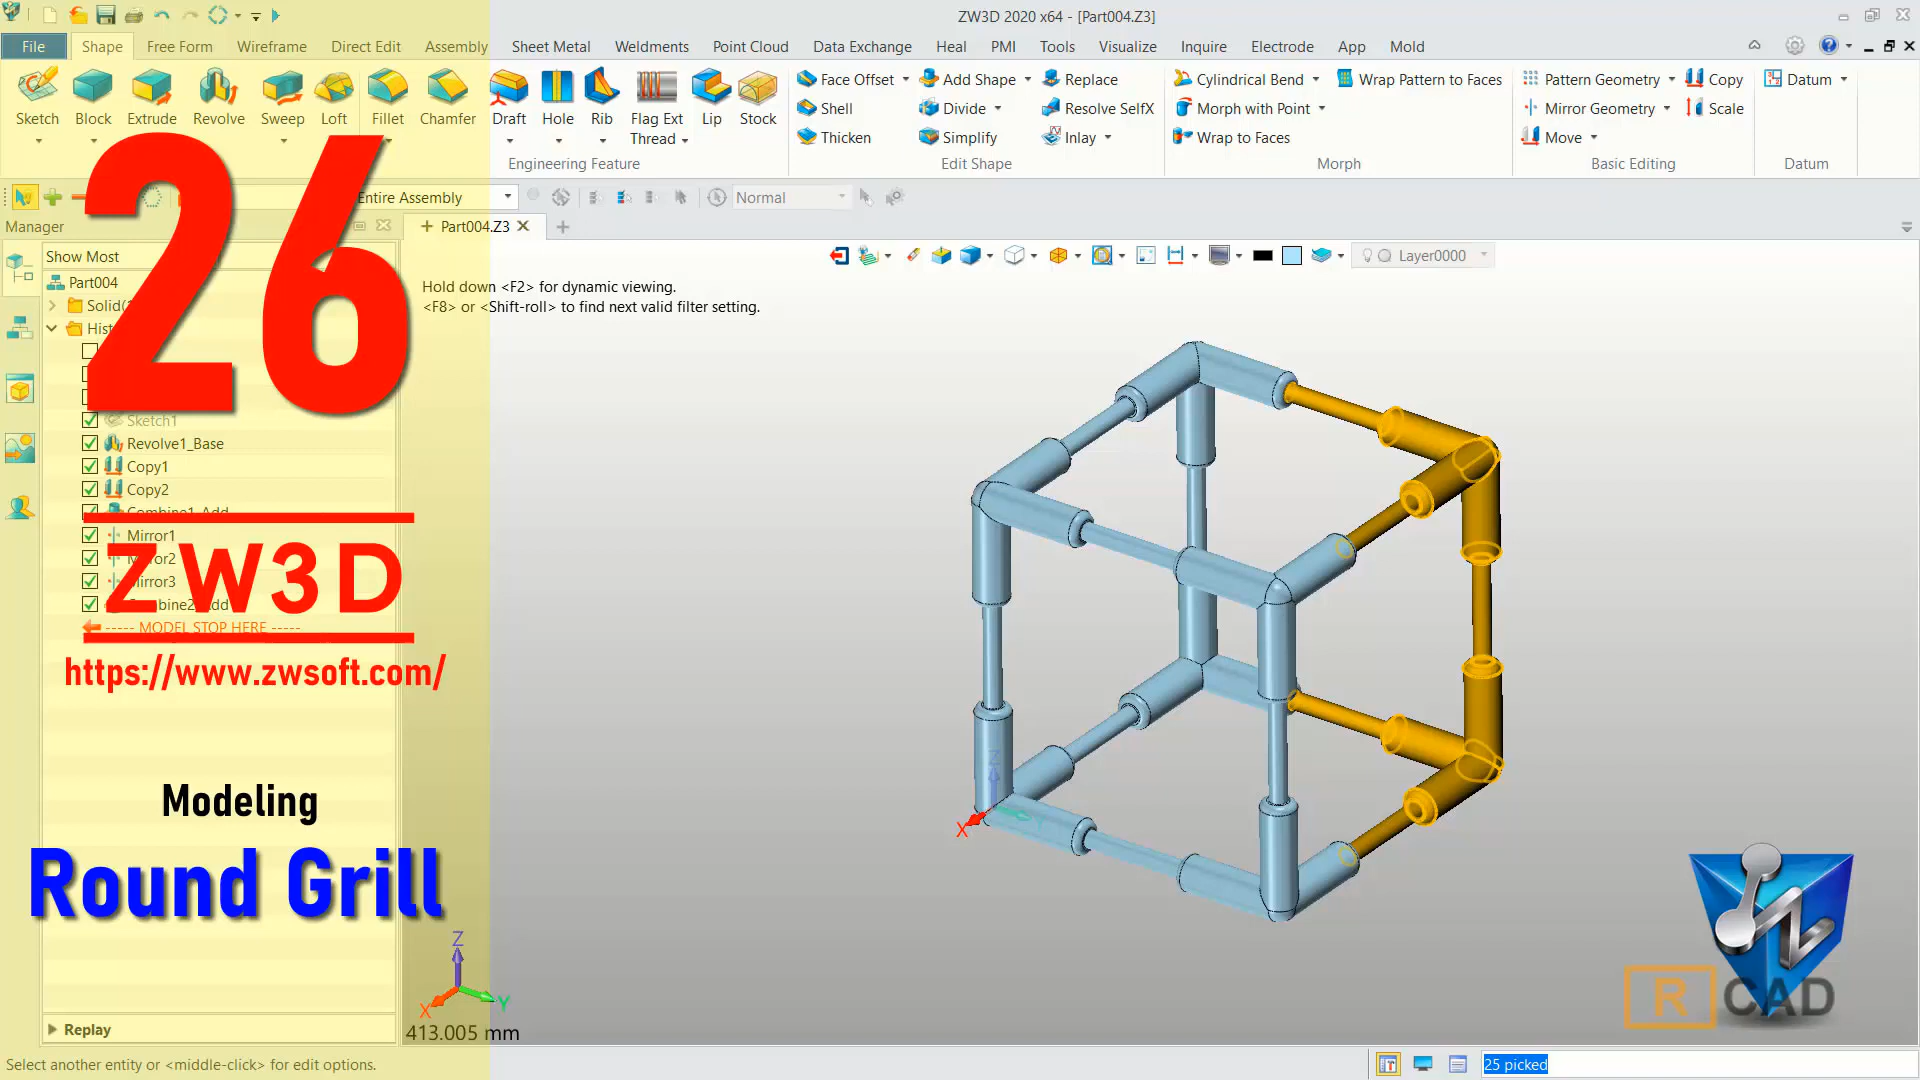 ZW3D 2020 x64 - [Part004.Z3]
File Shape Free Form Wireframe Direct Edit Assembly Sheet Metal Weldments Point Cloud Data Exchange Heal PMI Tools Visualize Inquire Electrode App Mold
Sketch Block Extrude Revolve Sweep Loft Fillet Chamfer Draft Hole Rib Flag Ext Thread Lip Stock
Engineering Feature
Face Offset Add Shape Replace
Shell Divide Resolve SelfX
Thicken Simplify Inlay
Edit Shape
Cylindrical Bend Wrap Pattern to Faces
Morph with Point
Wrap to Faces
Morph
Pattern Geometry Copy
Mirror Geometry Scale
Move
Basic Editing
Datum
Datum
Entire Assembly Normal
Manager
Part004.Z3
Show Most
Layer0000
Part004
Hold down <F2> for dynamic viewing.
<F8> or <Shift-roll> to find next valid filter setting.
26
Sketch1
Revolve1_Base
Copy1
Copy2
Combine1_Add
Mirror1
Mirror2
Mirror3
Combine2_Add
----- MODEL STOP HERE -----
ZW3D
https://www.zwsoft.com/
Modeling
Round Grill
Z
X
Y
Z
X
Y
413.005 mm
R CAD
Replay
Select another entity or <middle-click> for edit options.
25 picked